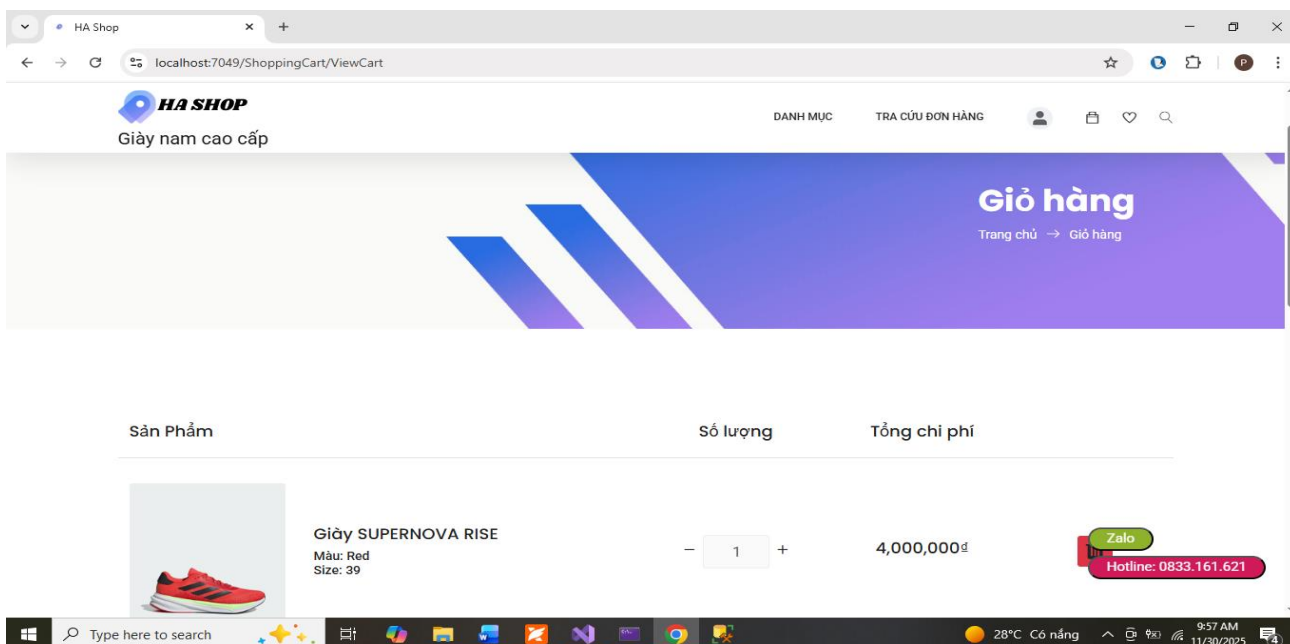 HA Shop
localhost:7049/ShoppingCart/ViewCart
P
HA SHOP
Giày nam cao cấp
DANH MỤC
TRA CỨU ĐƠN HÀNG
Giỏ hàng
Trang chủ → Giỏ hàng
Sản Phẩm
Số lượng
Tổng chi phí
Giày SUPERNOVA RISE
Màu: Red
Size: 39
− 1 +
4,000,000₫
Zalo
Hotline: 0833.161.621
Type here to search
28°C Có nắng
9:57 AM
11/30/2025
4